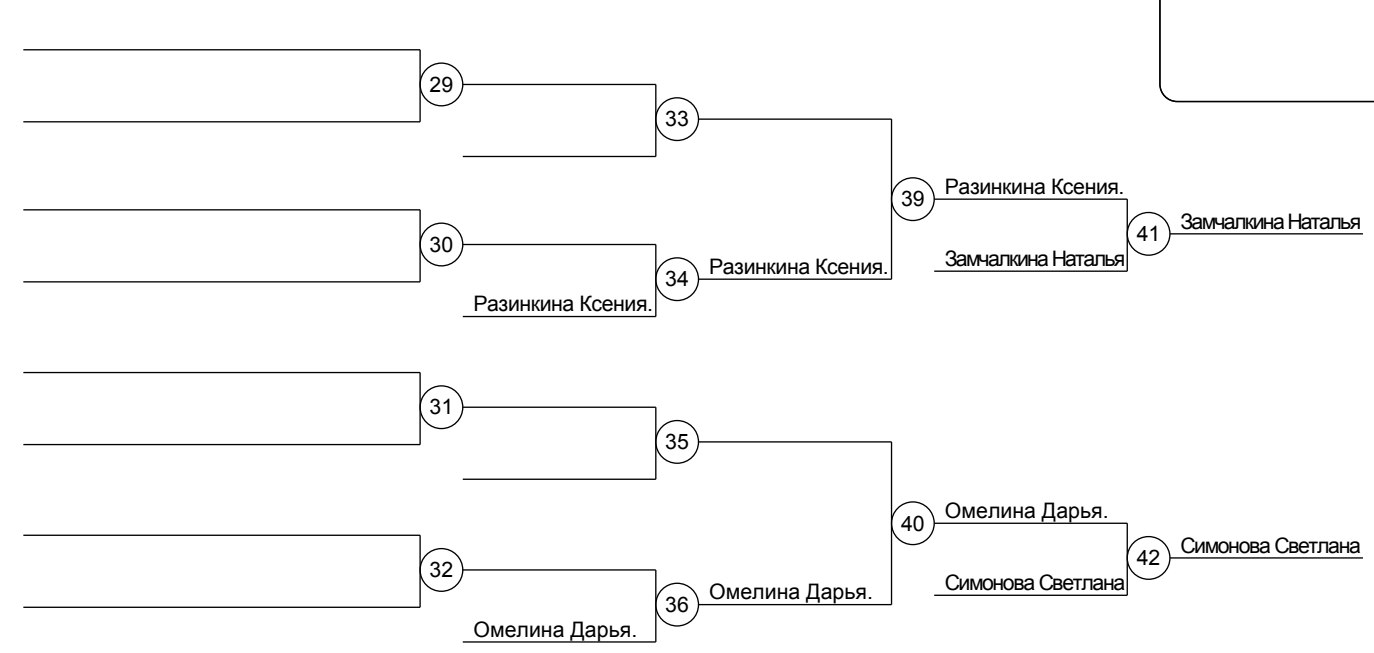 29
33
Разинкина Ксения.
39
Замчалкина Наталья
41
30
Замчалкина Наталья
Разинкина Ксения.
34
Разинкина Ксения.
31
35
Омелина Дарья.
40
Симонова Светлана
42
32
Симонова Светлана
Омелина Дарья.
36
Омелина Дарья.